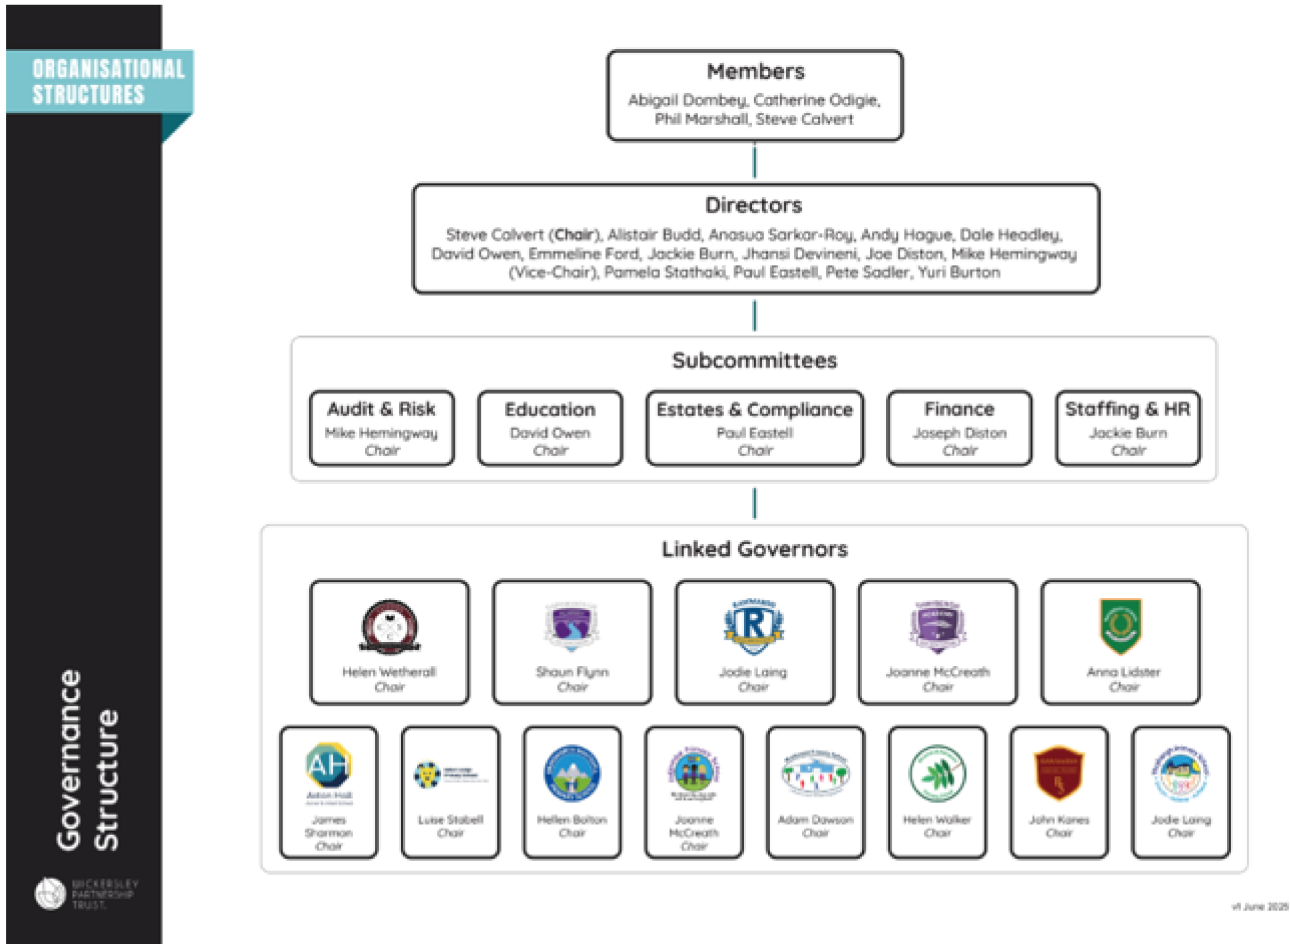 ORGANISATIONAL
STRUCTURES
Members
Abigail Dombey, Catherine Odigie,
Phil Marshall, Steve Calvert
Directors
Steve Calvert (Chair), Alistair Budd, Anasua Sarkar-Roy, Andy Hague, Dale Headley,
David Owen, Emmeline Ford, Jackie Burn, Jhansi Devineni, Joe Diston, Mike Hemingway
(Vice-Chair), Pamela Stathaki, Paul Eastell, Pete Sadler, Yuri Burton
Subcommittees
Audit & Risk
Mike Hemingway
Chair
Education
David Owen
Chair
Estates & Compliance
Paul Eastell
Chair
Finance
Joseph Diston
Chair
Staffing & HR
Jackie Burn
Chair
Linked Governors
Helen Wetherall
Chair
Shaun Flynn
Chair
R
Jodie Laing
Chair
Joanne McCreath
Chair
Anna Lidster
Chair
AH
Aston Hall
James
Sharman
Chair
Luise Stabell
Chair
Hellen Bolton
Chair
Joanne
McCreath
Chair
Adam Dawson
Chair
Helen Walker
Chair
John Kanes
Chair
Jodie Laing
Chair
Governance
Structure
WICKERSLEY
PARTNERSHIP
TRUST.
v1 June 2025